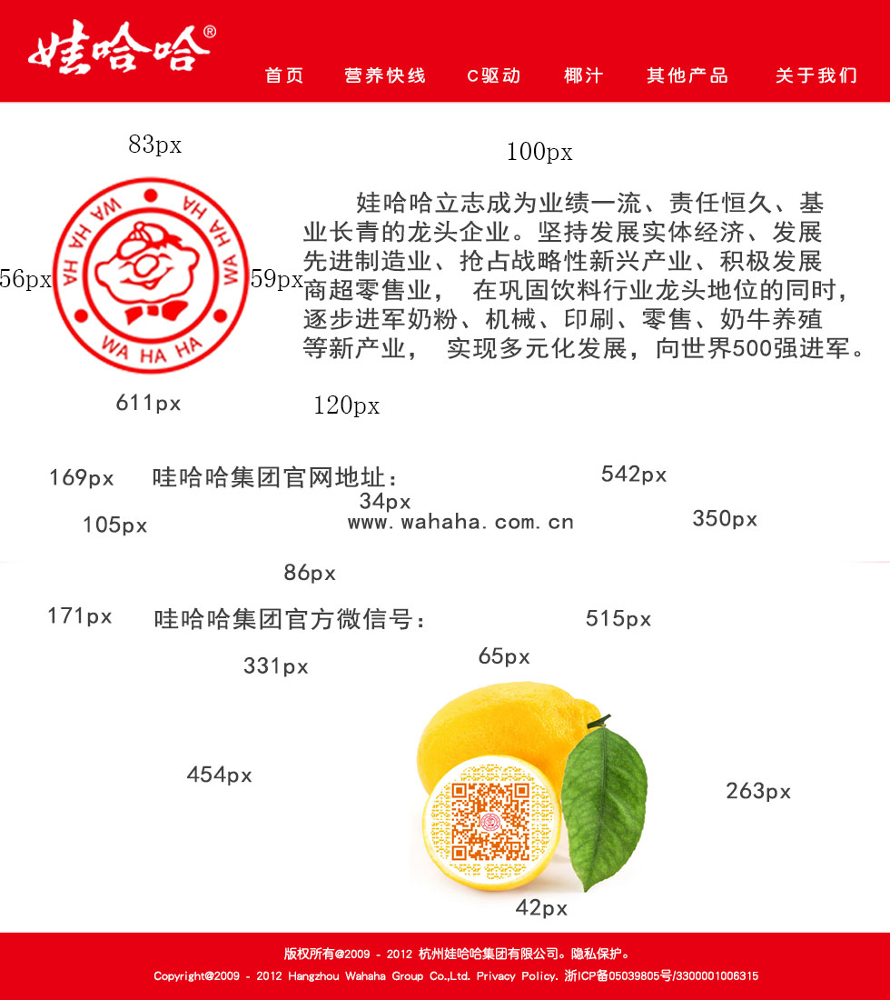 娃哈哈®
首页 营养快线 C驱动 椰汁 其他产品 关于我们
83px
100px
WA HA HA WA HA HA WA HA HA
56px
59px
娃哈哈立志成为业绩一流、责任恒久、基
业长青的龙头企业。坚持发展实体经济、发展
先进制造业、抢占战略性新兴产业、积极发展
商超零售业， 在巩固饮料行业龙头地位的同时，
逐步进军奶粉、机械、印刷、零售、奶牛养殖
等新产业， 实现多元化发展，向世界500强进军。
611px
120px
169px
哇哈哈集团官网地址：
542px
34px
105px
www.wahaha.com.cn
350px
86px
171px
哇哈哈集团官方微信号：
515px
331px
65px
454px
263px
42px
版权所有@2009 - 2012 杭州娃哈哈集团有限公司。隐私保护。
Copyright@2009 - 2012 Hangzhou Wahaha Group Co.,Ltd. Privacy Policy. 浙ICP备05039805号/3300001006315